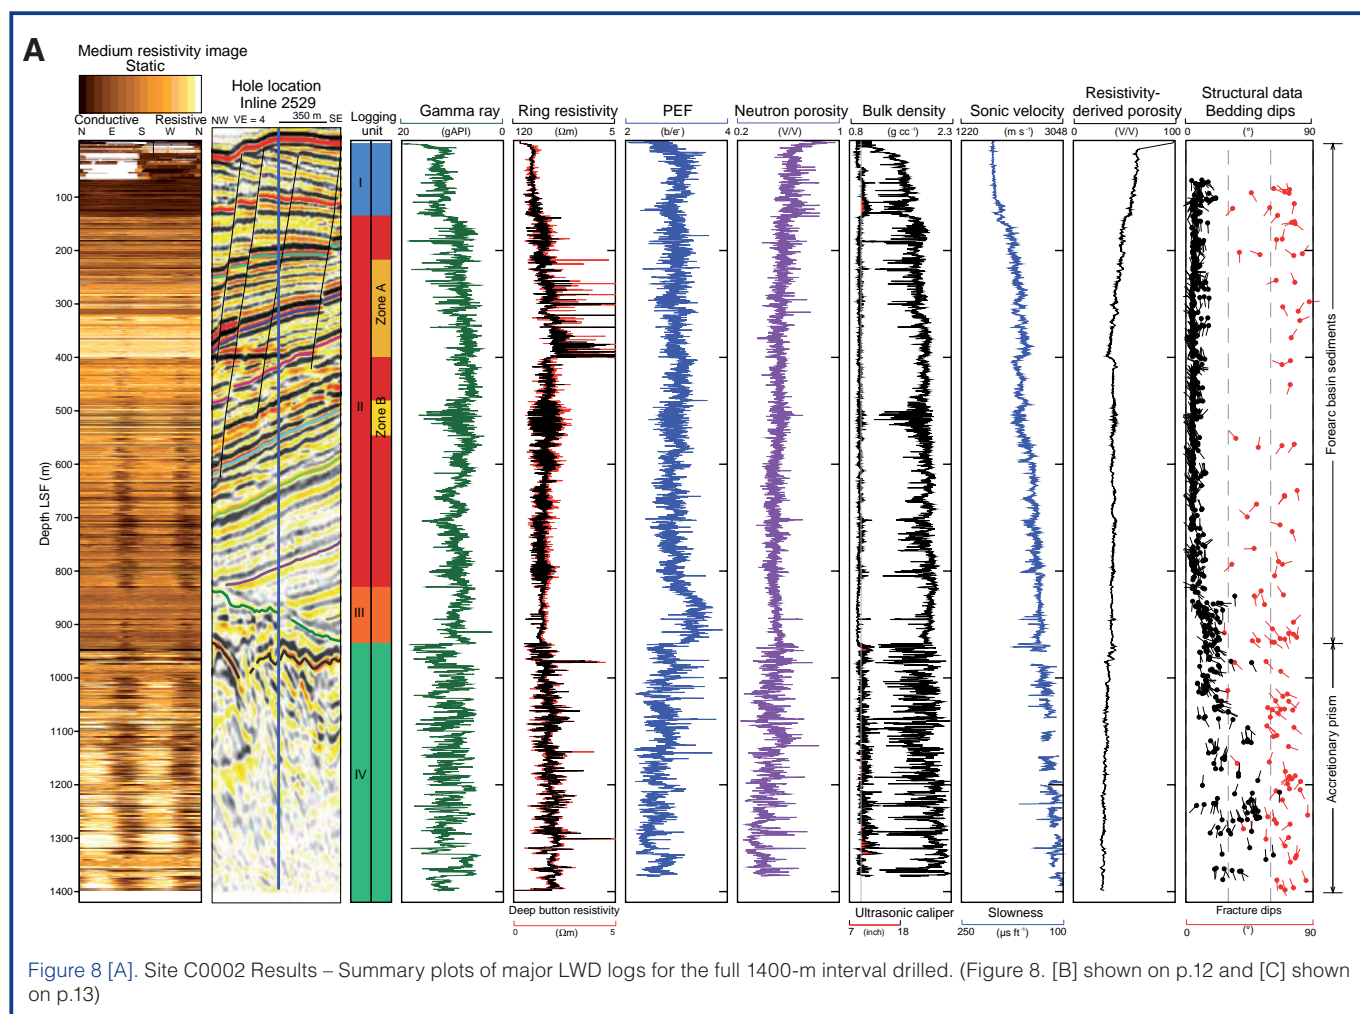 A
Medium resistivity image
Static
Conductive Resistive
N E S W N
Hole location
Inline 2529
NW VE = 4 350 m SE
Logging
unit
Gamma ray
20 (gAPI) 0
Ring resistivity
120 (Ωm) 5
PEF
2 (b/e⁻) 4
Neutron porosity
0.2 (V/V) 1
Bulk density
0.8 (g cc⁻¹) 2.3
Sonic velocity
1220 (m s⁻¹) 3048
Resistivity-
derived porosity
0 (V/V) 100
Structural data
Bedding dips
0 (°) 90
Depth LSF (m)
100
200
300
400
500
600
700
800
900
1000
1100
1200
1300
1400
I
II
III
IV
Zone A
Zone B
Forearc basin sediments
Accretionary prism
Deep button resistivity
0 (Ωm) 5
Ultrasonic caliper
7 (inch) 18
Slowness
250 (µs ft⁻¹) 100
Fracture dips
0 (°) 90
Figure 8 [A]. Site C0002 Results – Summary plots of major LWD logs for the full 1400-m interval drilled. (Figure 8. [B] shown on p.12 and [C] shown
on p.13)